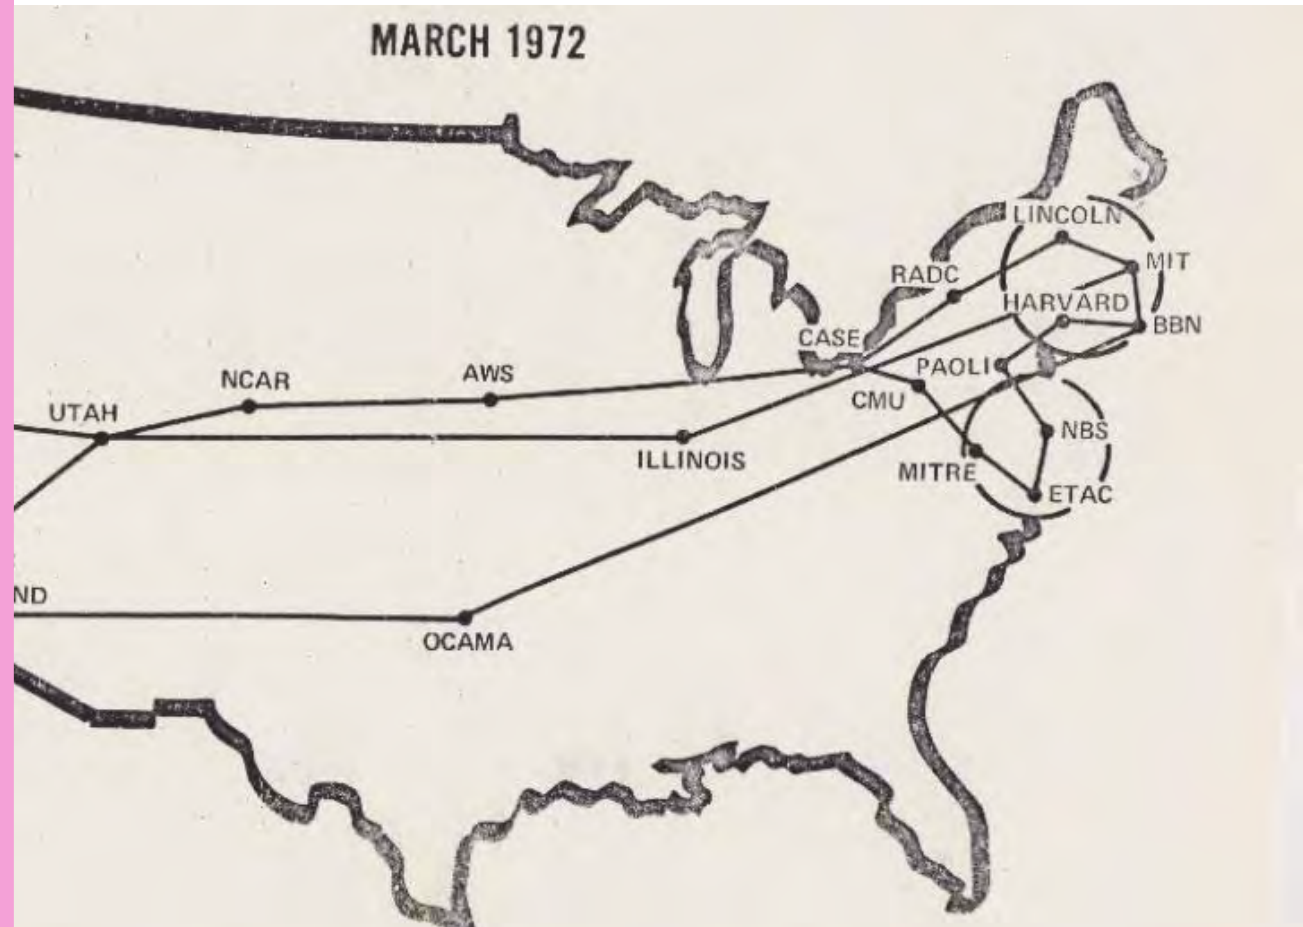 MARCH 1972
LINCOLN
MIT
RADC
HARVARD
BBN
CASE
PAOLI
NCAR
AWS
CMU
UTAH
NBS
ILLINOIS
MITRE
ETAC
ND
OCAMA